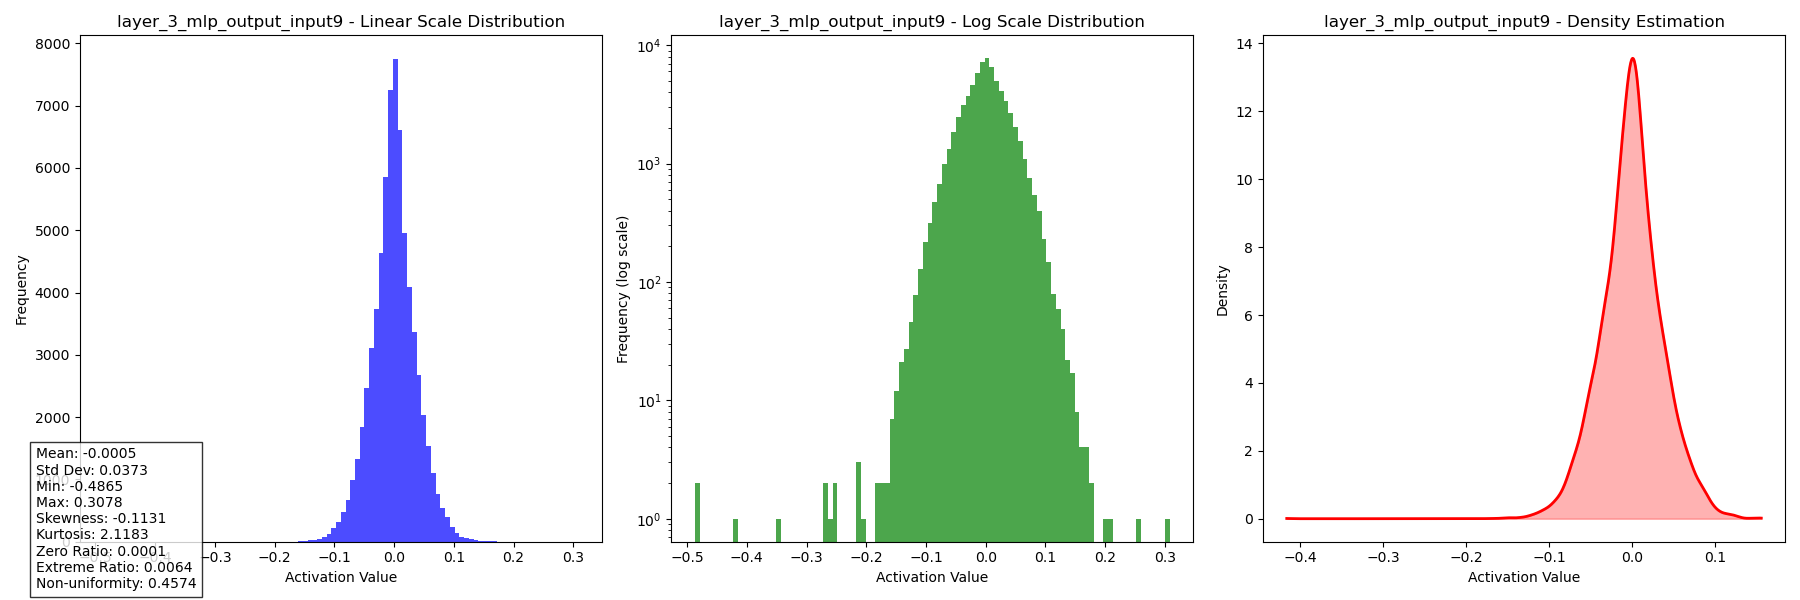 layer_3_mlp_output_input9 - Linear Scale Distribution
8000
7000
6000
5000
4000
3000
2000
Frequency
−0.3
−0.2
−0.1
0.0
0.1
0.2
0.3
Activation Value
Mean: -0.0005
Std Dev: 0.0373
Min: -0.4865
Max: 0.3078
Skewness: -0.1131
Kurtosis: 2.1183
Zero Ratio: 0.0001
Extreme Ratio: 0.0064
Non-uniformity: 0.4574
layer_3_mlp_output_input9 - Log Scale Distribution
10⁴
10³
10²
10¹
10⁰
Frequency (log scale)
−0.5
−0.4
−0.3
−0.2
−0.1
0.0
0.1
0.2
0.3
Activation Value
layer_3_mlp_output_input9 - Density Estimation
14
12
10
8
6
4
2
0
Density
−0.4
−0.3
−0.2
−0.1
0.0
0.1
Activation Value